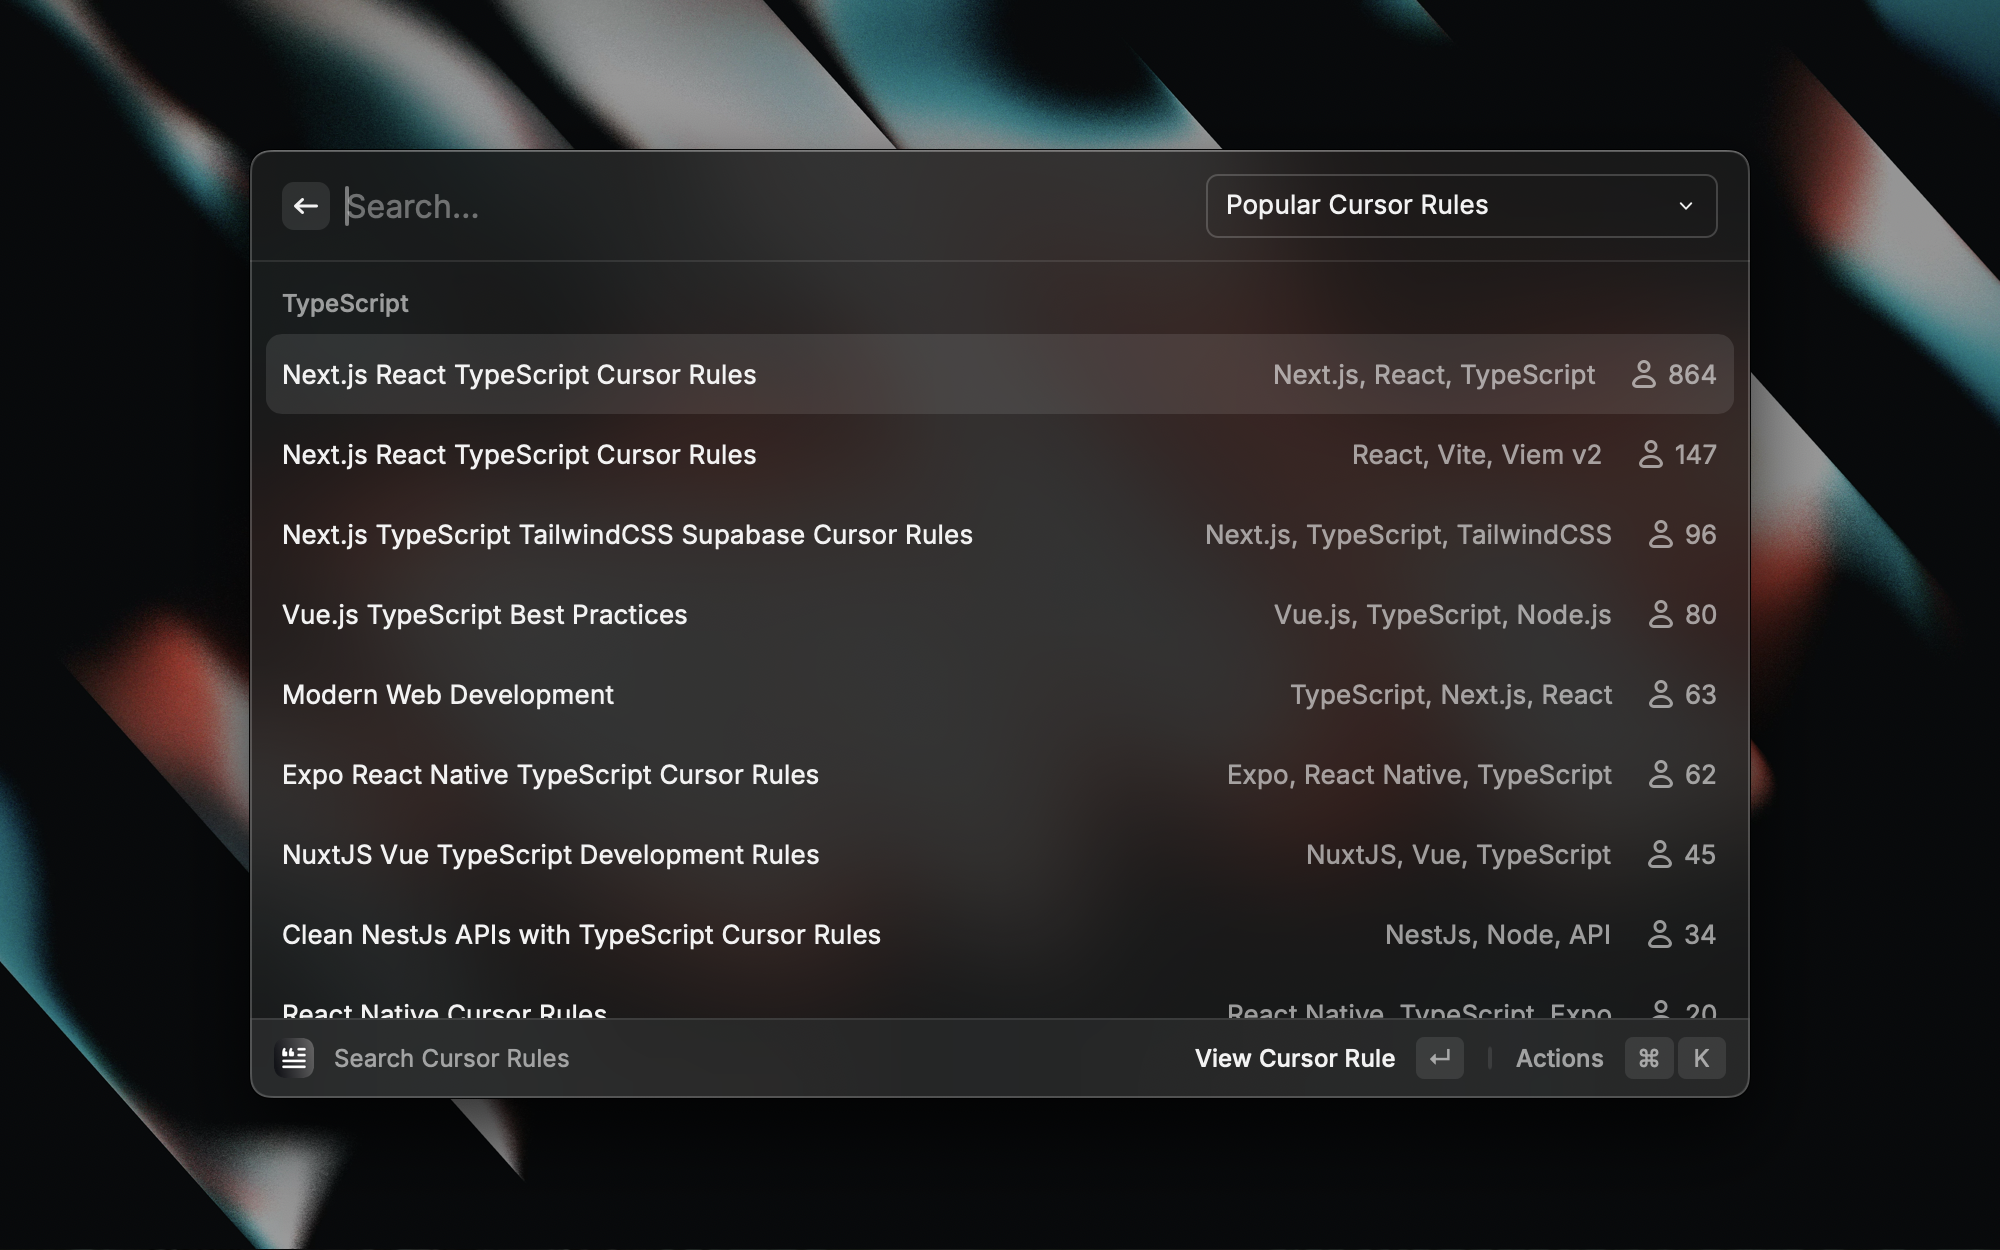 Search...
Popular Cursor Rules
TypeScript
Next.js React TypeScript Cursor Rules Next.js, React, TypeScript 864
Next.js React TypeScript Cursor Rules React, Vite, Viem v2 147
Next.js TypeScript TailwindCSS Supabase Cursor Rules Next.js, TypeScript, TailwindCSS 96
Vue.js TypeScript Best Practices Vue.js, TypeScript, Node.js 80
Modern Web Development TypeScript, Next.js, React 63
Expo React Native TypeScript Cursor Rules Expo, React Native, TypeScript 62
NuxtJS Vue TypeScript Development Rules NuxtJS, Vue, TypeScript 45
Clean NestJs APIs with TypeScript Cursor Rules NestJs, Node, API 34
React Native Cursor Rules React Native, TypeScript, Expo 20
Search Cursor Rules View Cursor Rule Actions ⌘ K